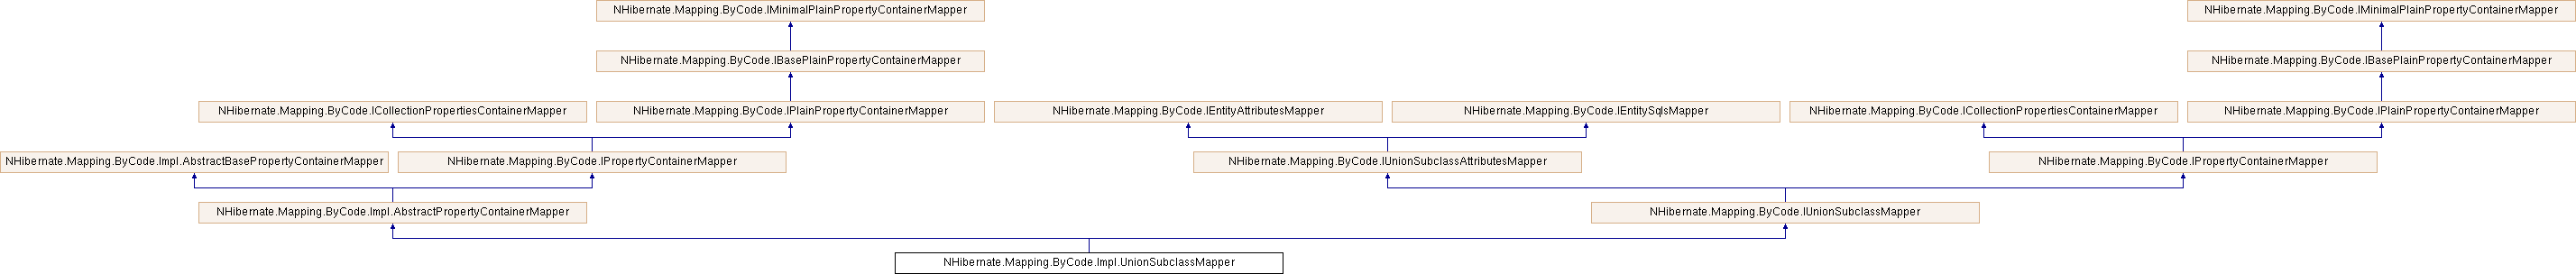 NHibernate.Mapping.ByCode.IMinimalPlainPropertyContainerMapper
NHibernate.Mapping.ByCode.IMinimalPlainPropertyContainerMapper
NHibernate.Mapping.ByCode.IBasePlainPropertyContainerMapper
NHibernate.Mapping.ByCode.IBasePlainPropertyContainerMapper
NHibernate.Mapping.ByCode.ICollectionPropertiesContainerMapper
NHibernate.Mapping.ByCode.IPlainPropertyContainerMapper
NHibernate.Mapping.ByCode.IEntityAttributesMapper
NHibernate.Mapping.ByCode.IEntitySqlsMapper
NHibernate.Mapping.ByCode.ICollectionPropertiesContainerMapper
NHibernate.Mapping.ByCode.IPlainPropertyContainerMapper
NHibernate.Mapping.ByCode.Impl.AbstractBasePropertyContainerMapper
NHibernate.Mapping.ByCode.IPropertyContainerMapper
NHibernate.Mapping.ByCode.IUnionSubclassAttributesMapper
NHibernate.Mapping.ByCode.IPropertyContainerMapper
NHibernate.Mapping.ByCode.Impl.AbstractPropertyContainerMapper
NHibernate.Mapping.ByCode.IUnionSubclassMapper
NHibernate.Mapping.ByCode.Impl.UnionSubclassMapper